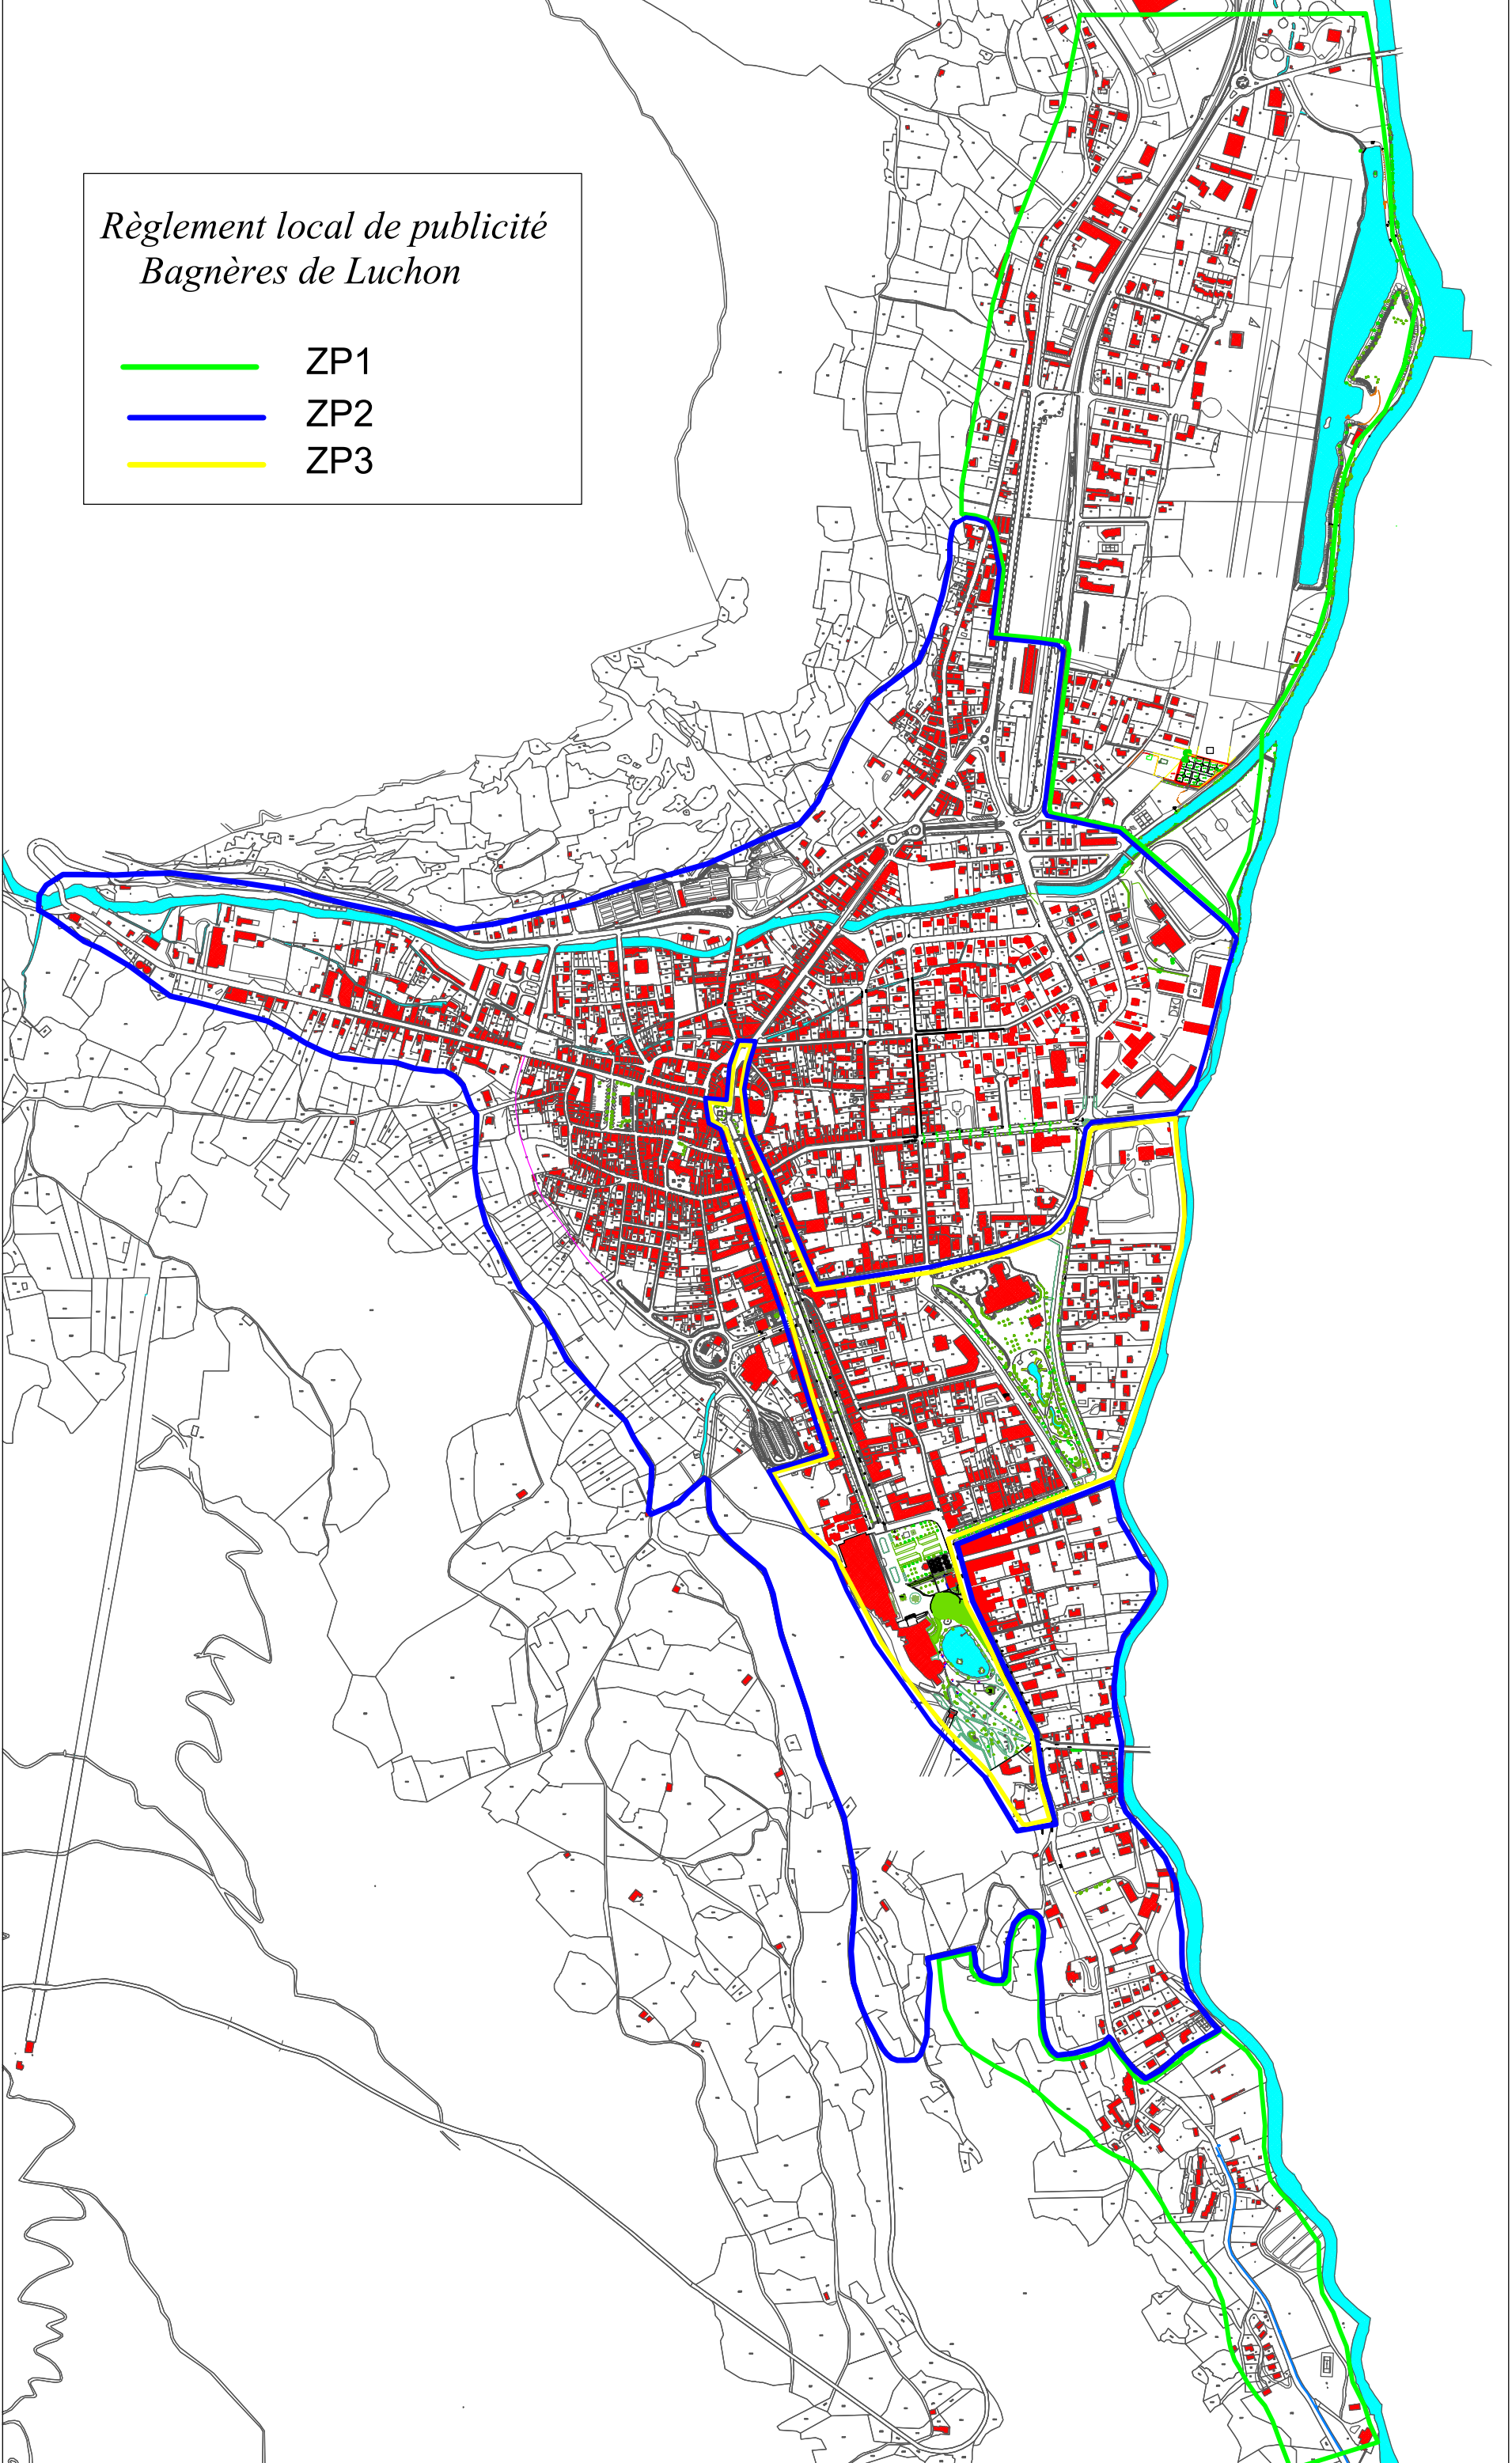 Règlement local de publicité
Bagnères de Luchon
ZP1
ZP2
ZP3